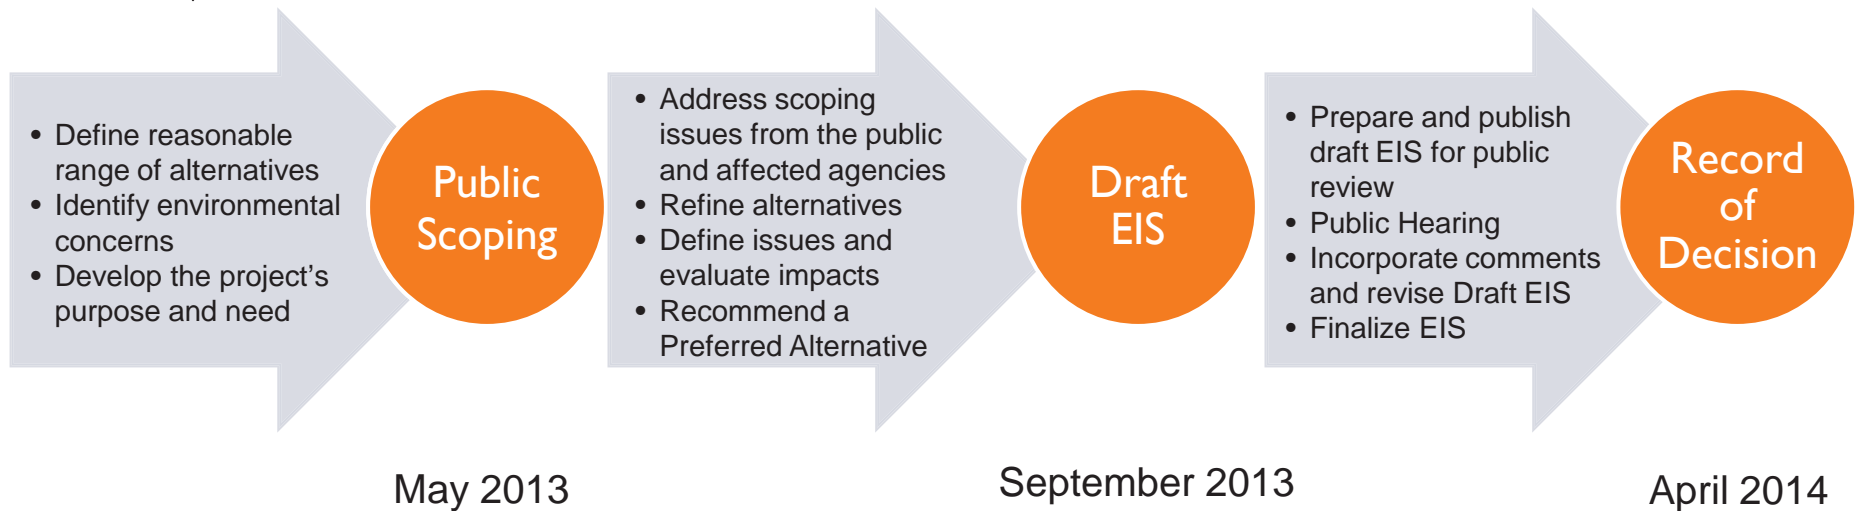 • Define reasonable
range of alternatives
• Identify environmental
concerns
• Develop the project’s
purpose and need
Public
Scoping
May 2013
• Address scoping
issues from the public
and affected agencies
• Refine alternatives
• Define issues and
evaluate impacts
• Recommend a
Preferred Alternative
Draft
EIS
September 2013
• Prepare and publish
draft EIS for public
review
• Public Hearing
• Incorporate comments
and revise Draft EIS
• Finalize EIS
Record
of
Decision
April 2014